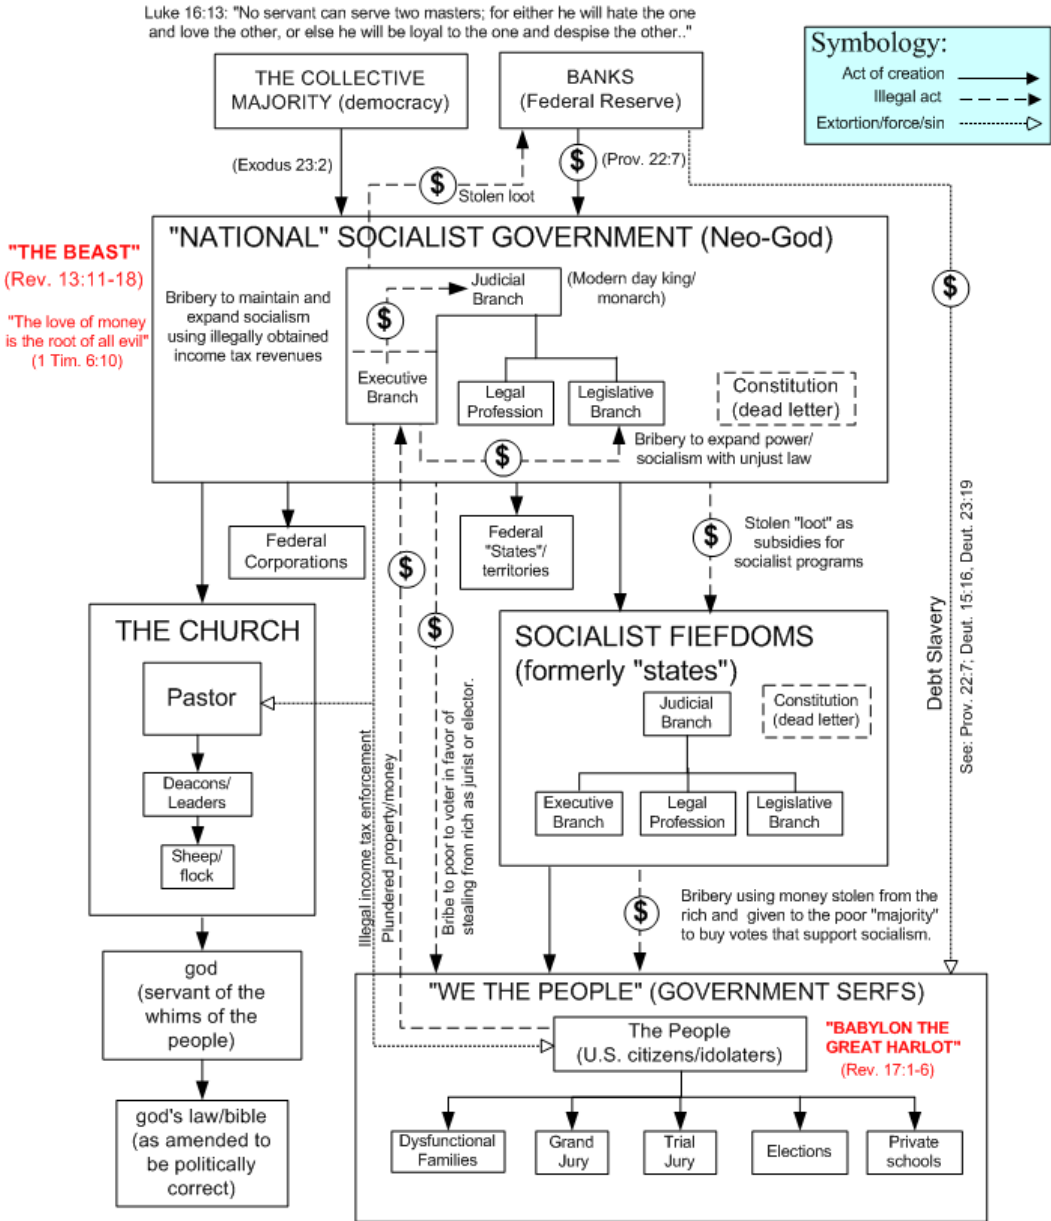 Luke 16:13: "No servant can serve two masters; for either he will hate the one
and love the other, or else he will be loyal to the one and despise the other.."
Symbology:
Act of creation
Illegal act
Extortion/force/sin
THE COLLECTIVE
MAJORITY (democracy)
BANKS
(Federal Reserve)
(Exodus 23:2)
$
Stolen loot
$
(Prov. 22:7)
"THE BEAST"
(Rev. 13:11-18)
"The love of money
is the root of all evil"
(1 Tim. 6:10)
"NATIONAL" SOCIALIST GOVERNMENT (Neo-God)
Bribery to maintain and
expand socialism
using illegally obtained
income tax revenues
Judicial
Branch
(Modern day king/
monarch)
$
Executive
Branch
Legal
Profession
Legislative
Branch
Constitution
(dead letter)
$
Bribery to expand power/
socialism with unjust law
$
Debt Slavery
See: Prov. 22:7; Deut. 15:16, Deut. 23:19
Federal
Corporations
Federal
"States"/
territories
$
Stolen "loot" as
subsidies for
socialist programs
$
$
THE CHURCH
Pastor
Deacons/
Leaders
Sheep/
flock
god
(servant of the
whims of the
people)
god's law/bible
(as amended to
be politically
correct)
Illegal income tax enforcement
Plundered property/money
Bribe to poor to voter in favor of
stealing from rich as jurist or elector.
SOCIALIST FIEFDOMS
(formerly "states")
Judicial
Branch
Constitution
(dead letter)
Executive
Branch
Legal
Profession
Legislative
Branch
$
Bribery using money stolen from the
rich and given to the poor "majority"
to buy votes that support socialism.
"WE THE PEOPLE" (GOVERNMENT SERFS)
The People
(U.S. citizens/idolaters)
"BABYLON THE
GREAT HARLOT"
(Rev. 17:1-6)
Dysfunctional
Families
Grand
Jury
Trial
Jury
Elections
Private
schools